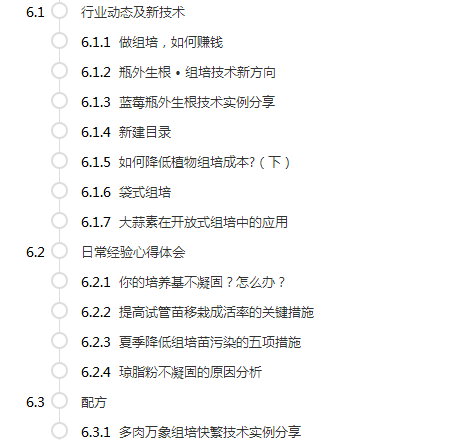 6.1 行业动态及新技术
6.1.1 做组培，如何赚钱
6.1.2 瓶外生根 • 组培技术新方向
6.1.3 蓝莓瓶外生根技术实例分享
6.1.4 新建目录
6.1.5 如何降低植物组培成本?（下）
6.1.6 袋式组培
6.1.7 大蒜素在开放式组培中的应用
6.2 日常经验心得体会
6.2.1 你的培养基不凝固？怎么办？
6.2.2 提高试管苗移栽成活率的关键措施
6.2.3 夏季降低组培苗污染的五项措施
6.2.4 琼脂粉不凝固的原因分析
6.3 配方
6.3.1 多肉万象组培快繁技术实例分享